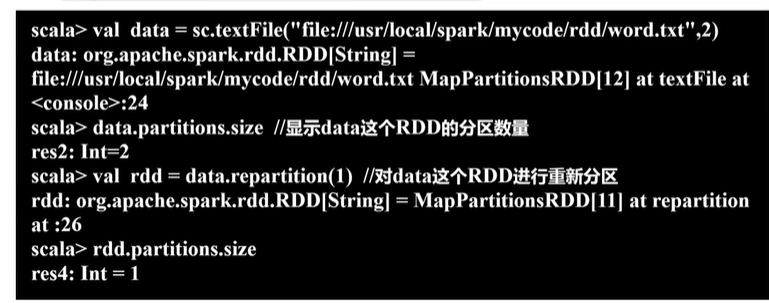 scala> val data = sc.textFile("file:///usr/local/spark/mycode/rdd/word.txt",2)
data: org.apache.spark.rdd.RDD[String] =
file:///usr/local/spark/mycode/rdd/word.txt MapPartitionsRDD[12] at textFile at
<console>:24
scala> data.partitions.size //显示data这个RDD的分区数量
res2: Int=2
scala> val rdd = data.repartition(1) //对data这个RDD进行重新分区
rdd: org.apache.spark.rdd.RDD[String] = MapPartitionsRDD[11] at repartition
at :26
scala> rdd.partitions.size
res4: Int = 1